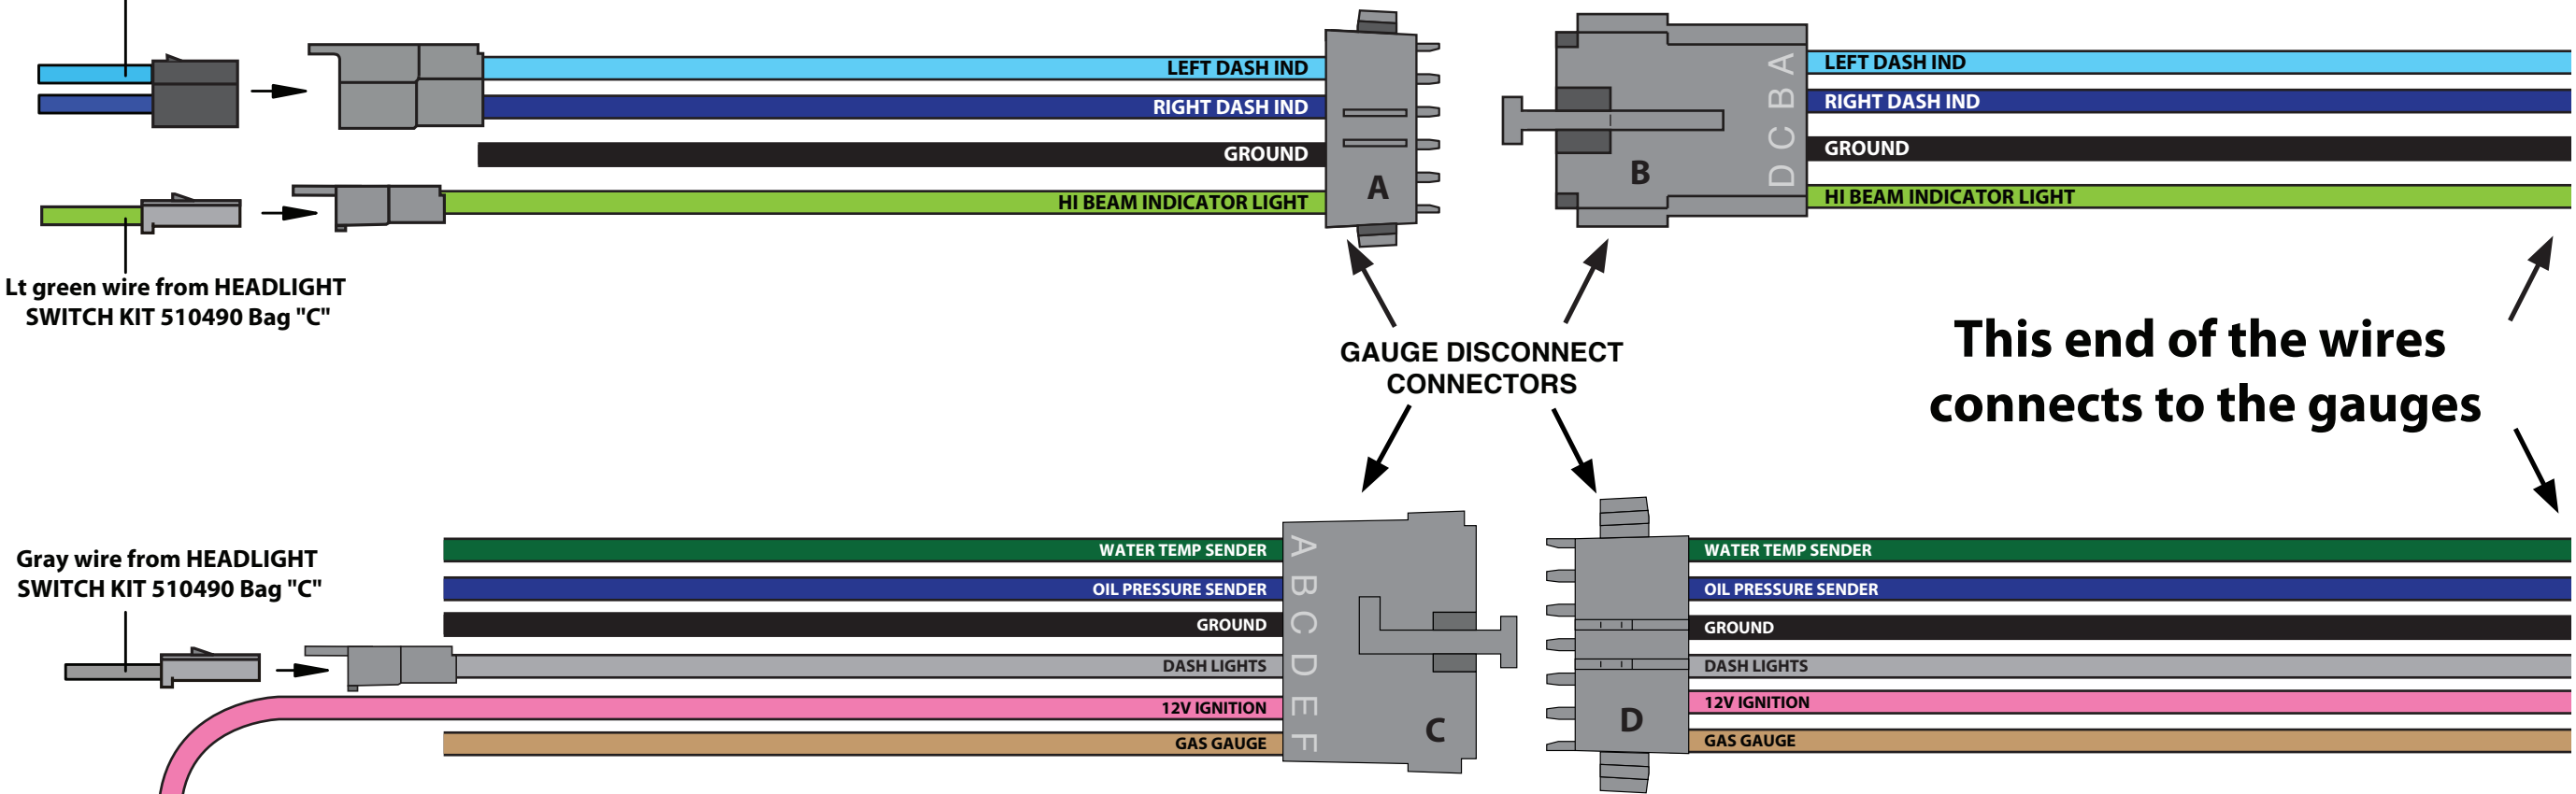 LEFT DASH IND
RIGHT DASH IND
GROUND
HI BEAM INDICATOR LIGHT
A
B
A
B
C
D
LEFT DASH IND
RIGHT DASH IND
GROUND
HI BEAM INDICATOR LIGHT
Lt green wire from HEADLIGHT
SWITCH KIT 510490 Bag "C"
GAUGE DISCONNECT
CONNECTORS
This end of the wires
connects to the gauges
Gray wire from HEADLIGHT
SWITCH KIT 510490 Bag "C"
WATER TEMP SENDER
OIL PRESSURE SENDER
GROUND
DASH LIGHTS
12V IGNITION
GAS GAUGE
A
B
C
D
E
F
C
D
WATER TEMP SENDER
OIL PRESSURE SENDER
GROUND
DASH LIGHTS
12V IGNITION
GAS GAUGE